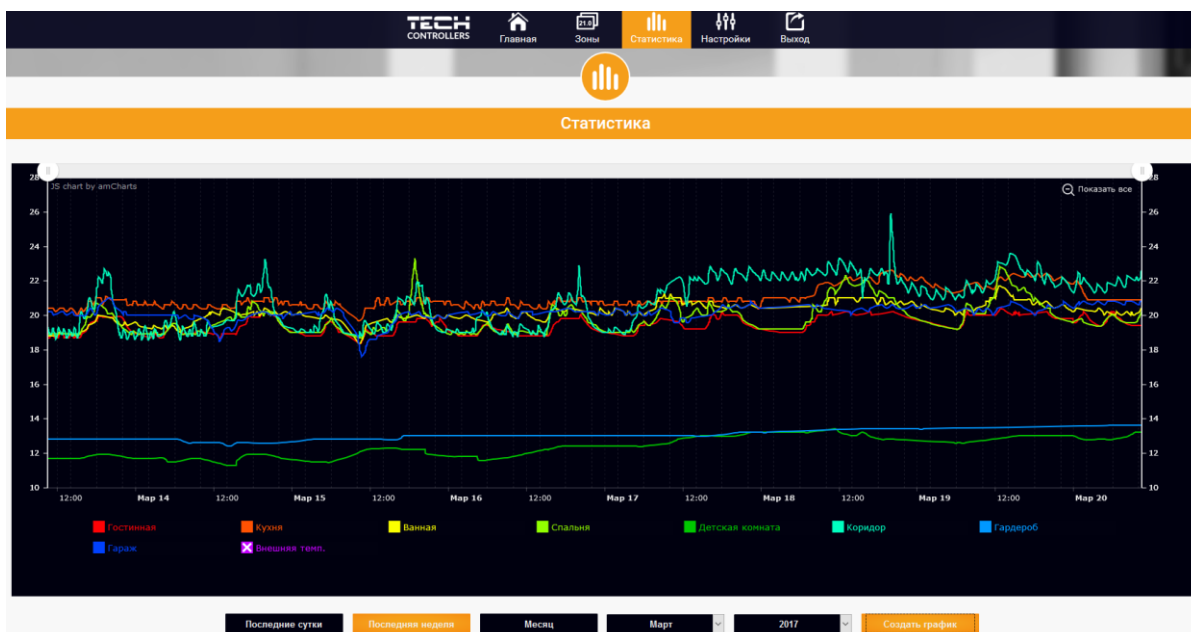 TECH
CONTROLLERS
Главная
Зоны
Статистика
Настройки
Выход
21.0
Статистика
JS chart by amCharts
Показать все
28 28
26 26
24 24
22 22
20 20
18 18
16 16
14 14
12 12
10 10
12:00 Мар 14 12:00 Мар 15 12:00 Мар 16 12:00 Мар 17 12:00 Мар 18 12:00 Мар 19 12:00 Мар 20
Гостинная Кухня Ванная Спальня Детская комната Коридор Гардероб
Гараж Внешняя темп.
Последние сутки Последняя неделя Месяц Март 2017 Создать график